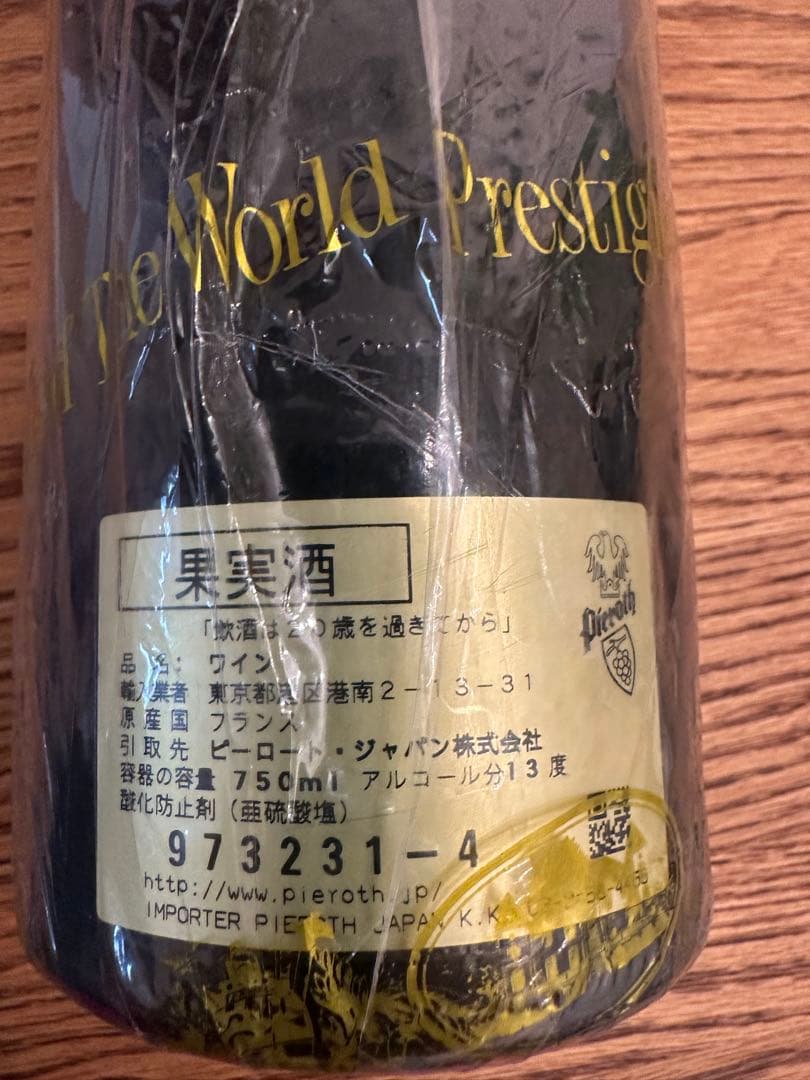 The World Prestig
果実酒
「飲酒は20歳を過ぎてから」
Pieroth
品名: ワイン
輸入業者 東京都港区港南2-13-31
原産国 フランス
引取先 ピーロート・ジャパン株式会社
容器の容量 750ml アルコール分13度
酸化防止剤(亜硫酸塩)
973231-4
http://www.pieroth.jp/
IMPORTER PIEROTH JAPAN K.K.